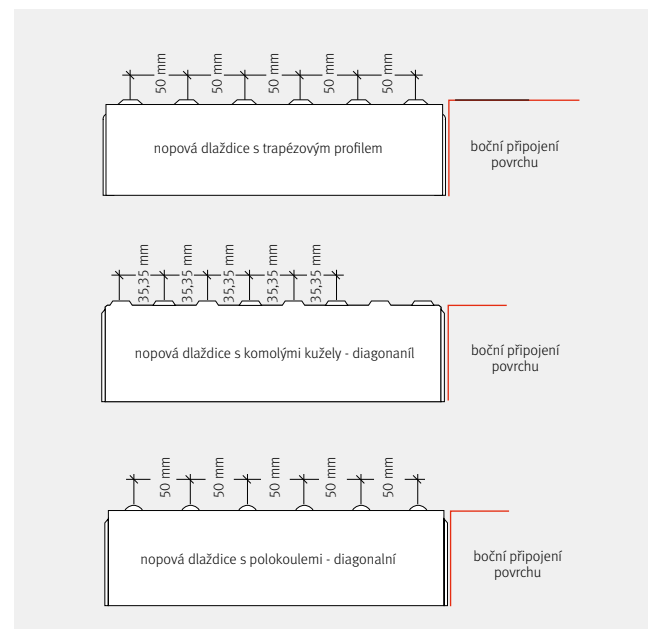 50 mm 50 mm 50 mm 50 mm 50 mm
nopová dlaždice s trapézovým profilem
boční připojení
povrchu
35,35 mm 35,35 mm 35,35 mm 35,35 mm 35,35 mm
nopová dlaždice s komolými kužely - diagonaníl
boční připojení
povrchu
50 mm 50 mm 50 mm 50 mm 50 mm
nopová dlaždice s polokoulemi - diagonalní
boční připojení
povrchu